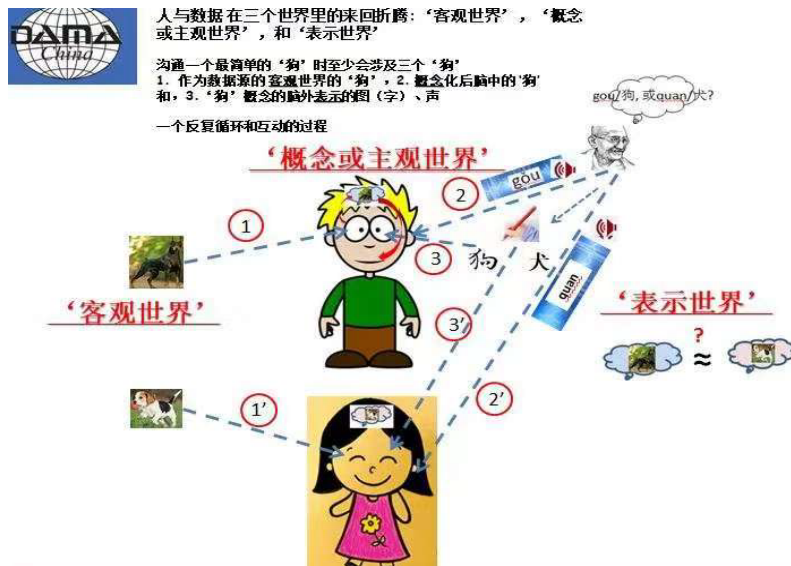 DAMA
China
人与数据在三个世界里的来回折腾:‘客观世界’,‘概念
或主观世界’,和‘表示世界’
沟通一个最简单的‘狗’时至少会涉及三个‘狗’
1. 作为数据源的客观世界的‘狗’,2. 概念化后脑中的'狗'
和,3.‘狗’概念的脑外表示的图(字)、声
一个反复循环和互动的过程
gou/狗, 或quan/犬?
‘概念或主观世界’
gou
1
2
3
狗 犬
quan
‘客观世界’
‘表示世界’
3’
?
≈
1’
2’